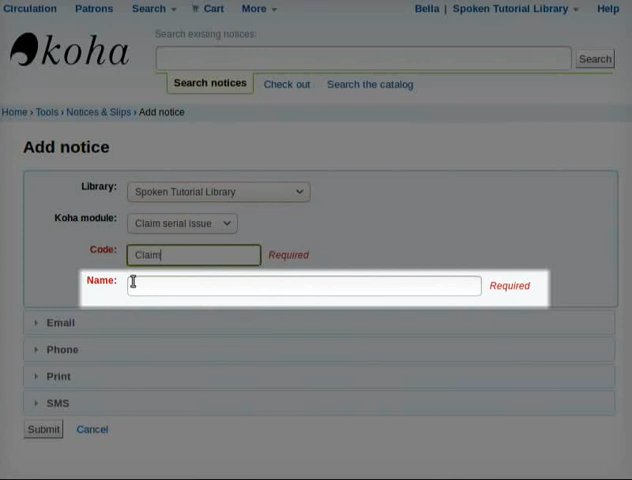 Circulation Patrons Search Cart More Bella | Spoken Tutorial Library Help
koha
Search existing notices:
Search
Search notices Check out Search the catalog
Home › Tools › Notices & Slips › Add notice
Add notice
Library: Spoken Tutorial Library
Koha module: Claim serial issue
Code: Claim Required
Name: Required
Email
Phone
Print
SMS
Submit Cancel